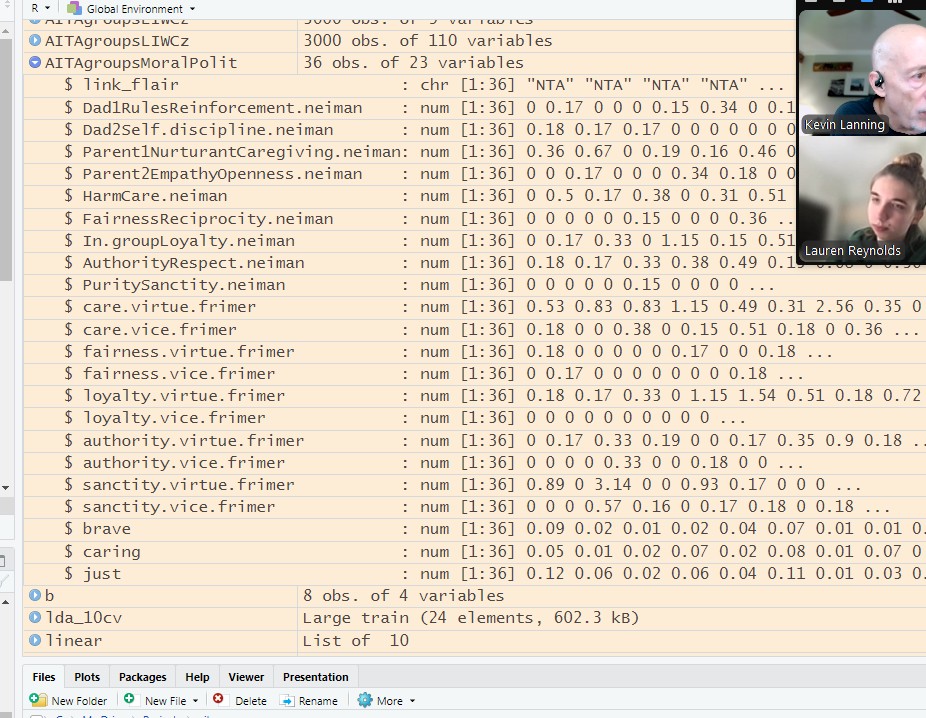 R Global Environment
AITAgroupsLIWCz 3000 obs. of 9 variables
AITAgroupsLIWCz 3000 obs. of 110 variables
AITAgroupsMoralPolit 36 obs. of 23 variables
$ link_flair : chr [1:36] "NTA" "NTA" "NTA" "NTA" ...
$ Dad1RulesReinforcement.neiman : num [1:36] 0 0.17 0 0 0 0.15 0.34 0 0.1
$ Dad2Self.discipline.neiman : num [1:36] 0.18 0.17 0.17 0 0 0 0 0 0
$ Parent1NurturantCaregiving.neiman: num [1:36] 0.36 0.67 0 0.19 0.16 0.46 0
$ Parent2EmpathyOpenness.neiman : num [1:36] 0 0 0.17 0 0 0 0.34 0.18 0 0
$ HarmCare.neiman : num [1:36] 0 0.5 0.17 0.38 0 0.31 0.51
$ FairnessReciprocity.neiman : num [1:36] 0 0 0 0 0 0.15 0 0 0 0.36 ..
$ In.groupLoyalty.neiman : num [1:36] 0 0.17 0.33 0 1.15 0.15 0.51
$ AuthorityRespect.neiman : num [1:36] 0.18 0.17 0.33 0.38 0.49
$ PuritySanctity.neiman : num [1:36] 0 0 0 0 0 0.15 0 0 0 0 ...
$ care.virtue.frimer : num [1:36] 0.53 0.83 0.83 1.15 0.49 0.31 2.56 0.35 0
$ care.vice.frimer : num [1:36] 0.18 0 0 0.38 0 0.15 0.51 0.18 0 0.36 ...
$ fairness.virtue.frimer : num [1:36] 0.18 0 0 0 0 0 0.17 0 0 0.18 ...
$ fairness.vice.frimer : num [1:36] 0 0.17 0 0 0 0 0 0 0 0.18 ...
$ loyalty.virtue.frimer : num [1:36] 0.18 0.17 0.33 0 1.15 1.54 0.51 0.18 0.72
$ loyalty.vice.frimer : num [1:36] 0 0 0 0 0 0 0 0 0 0 ...
$ authority.virtue.frimer : num [1:36] 0 0.17 0.33 0.19 0 0 0.17 0.35 0.9 0.18 ..
$ authority.vice.frimer : num [1:36] 0 0 0 0 0.33 0 0 0.18 0 0 ...
$ sanctity.virtue.frimer : num [1:36] 0.89 0 3.14 0 0 0.93 0.17 0 0 0 ...
$ sanctity.vice.frimer : num [1:36] 0 0 0.57 0.16 0 0.17 0.18 0 0.18 ...
$ brave : num [1:36] 0.09 0.02 0.01 0.02 0.04 0.07 0.01 0.01 0.
$ caring : num [1:36] 0.05 0.01 0.02 0.07 0.02 0.08 0.01 0.07 0
$ just : num [1:36] 0.12 0.06 0.02 0.06 0.04 0.11 0.01 0.03 0.
b 8 obs. of 4 variables
lda_10cv Large train (24 elements, 602.3 kB)
linear List of 10
Kevin Lanning
Lauren Reynolds
Files Plots Packages Help Viewer Presentation
New Folder New File Delete Rename More